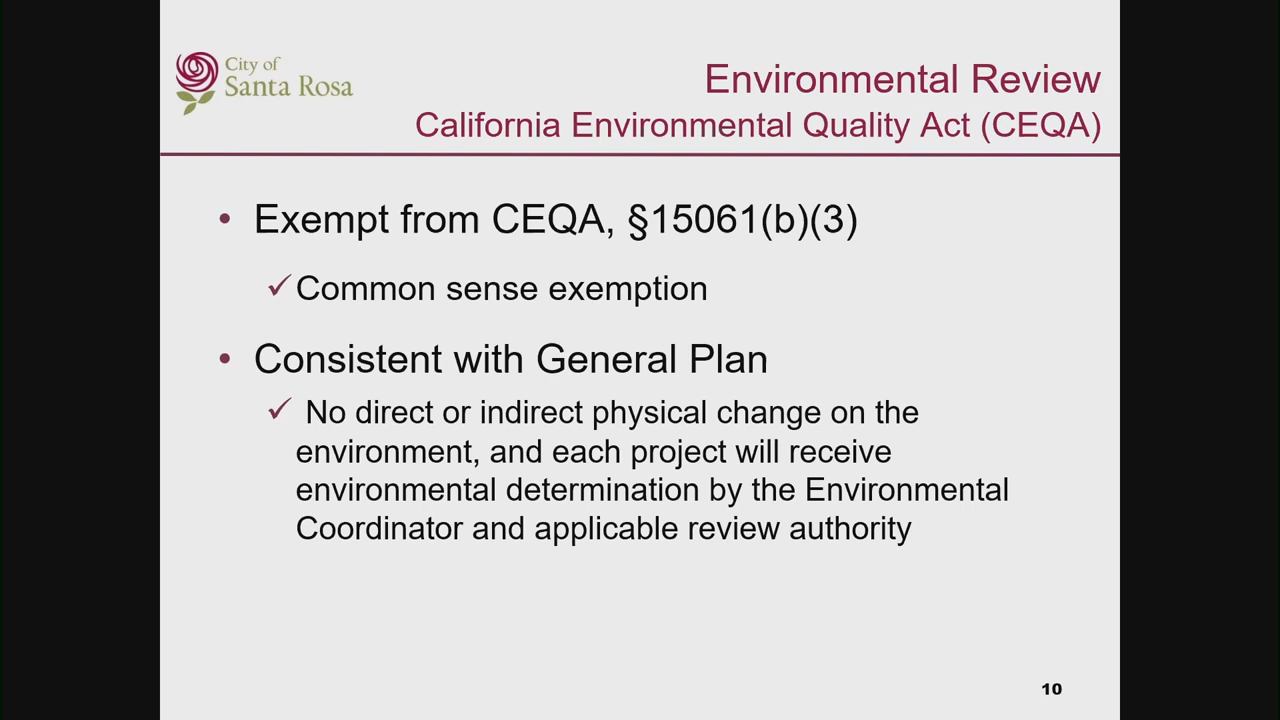 City of
Santa Rosa
Environmental Review
California Environmental Quality Act (CEQA)
• Exempt from CEQA, §15061(b)(3)
✓Common sense exemption
• Consistent with General Plan
✓ No direct or indirect physical change on the
environment, and each project will receive
environmental determination by the Environmental
Coordinator and applicable review authority
10